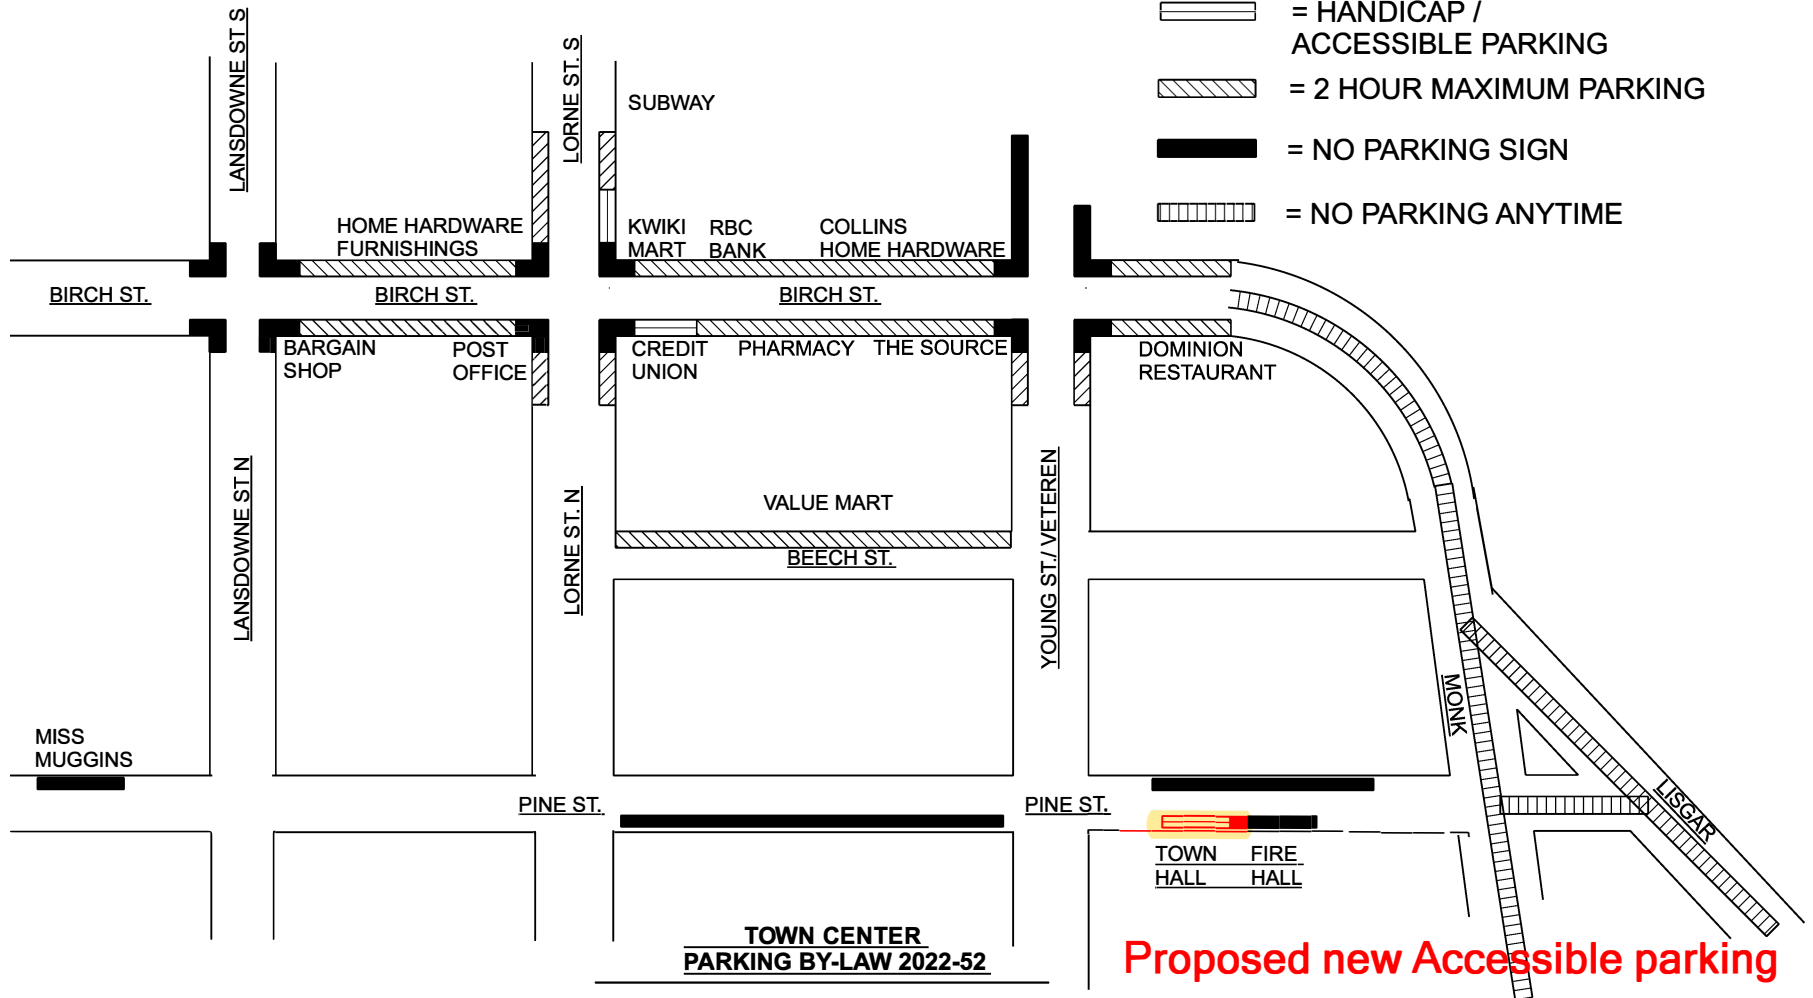 = HANDICAP /
ACCESSIBLE PARKING
= 2 HOUR MAXIMUM PARKING
= NO PARKING SIGN
= NO PARKING ANYTIME
LANSDOWNE ST S
LORNE ST. S
SUBWAY
HOME HARDWARE
FURNISHINGS
KWIKI
MART
RBC
BANK
COLLINS
HOME HARDWARE
BIRCH ST.
BIRCH ST.
BIRCH ST.
BARGAIN
SHOP
POST
OFFICE
CREDIT
UNION
PHARMACY
THE SOURCE
DOMINION
RESTAURANT
LANSDOWNE ST N
LORNE ST. N
VALUE MART
BEECH ST.
YOUNG ST./ VETEREN
MONK
MISS
MUGGINS
PINE ST.
PINE ST.
LISGAR
TOWN
HALL
FIRE
HALL
TOWN CENTER
PARKING BY-LAW 2022-52
Proposed new Accessible parking